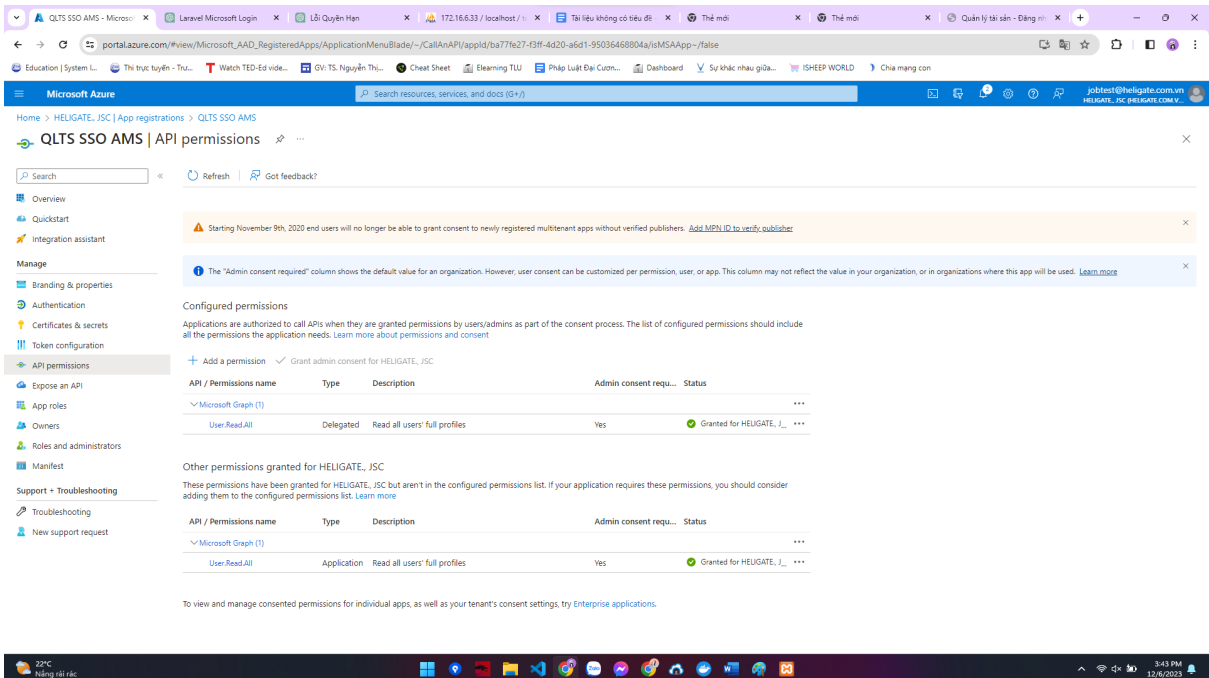 QLTS SSO AMS - Microsof
Laravel Microsoft Login
Lỗi Quyền Hạn
172.16.6.33 / localhost / t
Tài liệu không có tiêu đề -
Thẻ mới
Thẻ mới
Quản lý tài sản - Đăng nh
portal.azure.com/#view/Microsoft_AAD_RegisteredApps/ApplicationMenuBlade/~/CallAnAPI/appId/ba77fe27-f3ff-4d20-a6d1-95036468804a/isMSAApp~/false
Education | System I...
Thi trực tuyến - Trư...
Watch TED-Ed vide...
GV: TS. Nguyễn Thị...
Cheat Sheet
Elearning TLU
Pháp Luật Đại Cươn...
Dashboard
Sự khác nhau giữa...
ISHEEP WORLD
Chia mạng con
Microsoft Azure
Search resources, services, and docs (G+/)
2
jobtest@heligate.com.vn
HELIGATE., JSC (HELIGATE.COM.V...
Home > HELIGATE., JSC | App registrations > QLTS SSO AMS
QLTS SSO AMS | API permissions
Search
Refresh
Got feedback?
Overview
Quickstart
Integration assistant
Manage
Branding & properties
Authentication
Certificates & secrets
Token configuration
API permissions
Expose an API
App roles
Owners
Roles and administrators
Manifest
Support + Troubleshooting
Troubleshooting
New support request
Starting November 9th, 2020 end users will no longer be able to grant consent to newly registered multitenant apps without verified publishers. Add MPN ID to verify publisher
The "Admin consent required" column shows the default value for an organization. However, user consent can be customized per permission, user, or app. This column may not reflect the value in your organization, or in organizations where this app will be used. Learn more
Configured permissions
Applications are authorized to call APIs when they are granted permissions by users/admins as part of the consent process. The list of configured permissions should include
all the permissions the application needs. Learn more about permissions and consent
Add a permission
Grant admin consent for HELIGATE., JSC
API / Permissions name Type Description Admin consent requ... Status
Microsoft Graph (1)
User.Read.All Delegated Read all users' full profiles Yes Granted for HELIGATE., J...
Other permissions granted for HELIGATE., JSC
These permissions have been granted for HELIGATE., JSC but aren't in the configured permissions list. If your application requires these permissions, you should consider
adding them to the configured permissions list. Learn more
API / Permissions name Type Description Admin consent requ... Status
Microsoft Graph (1)
User.Read.All Application Read all users' full profiles Yes Granted for HELIGATE., J...
To view and manage consented permissions for individual apps, as well as your tenant's consent settings, try Enterprise applications.
22°C
Nắng rải rác
Zalo
3:43 PM
12/6/2023